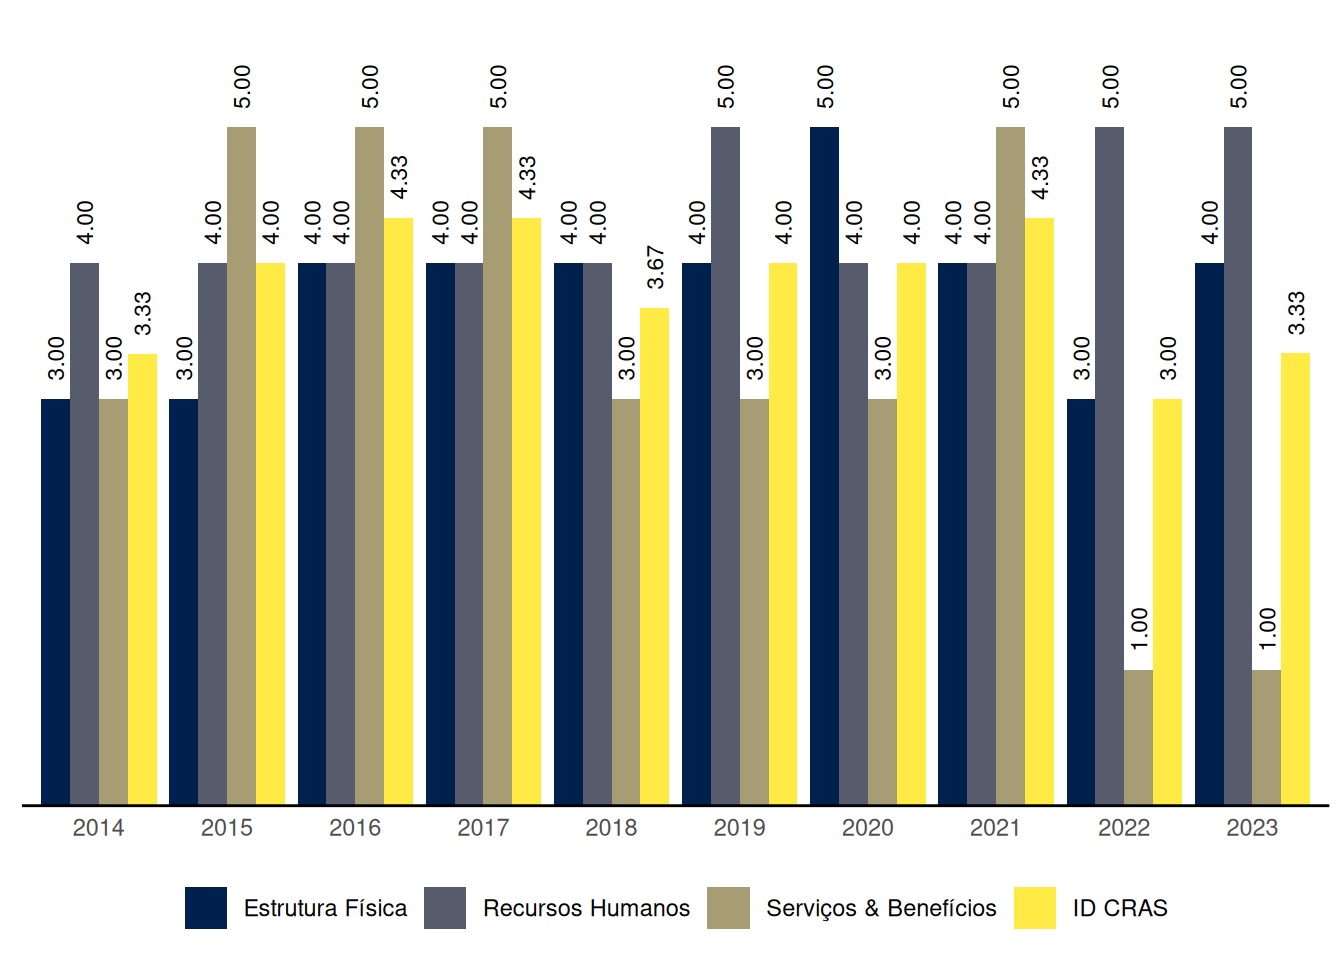 5.00 5.00 5.00 5.00 5.00 5.00 5.00 5.00
4.33 4.33 4.33
4.00 4.00 4.00 4.00 4.00 4.00 4.00 4.00 4.00 4.00 4.00 4.00 4.00 4.00 4.00 4.00 4.00
3.67
3.33 3.33
3.00 3.00 3.00 3.00 3.00 3.00 3.00 3.00
1.00 1.00
2014 2015 2016 2017 2018 2019 2020 2021 2022 2023
Estrutura Física Recursos Humanos Serviços & Benefícios ID CRAS